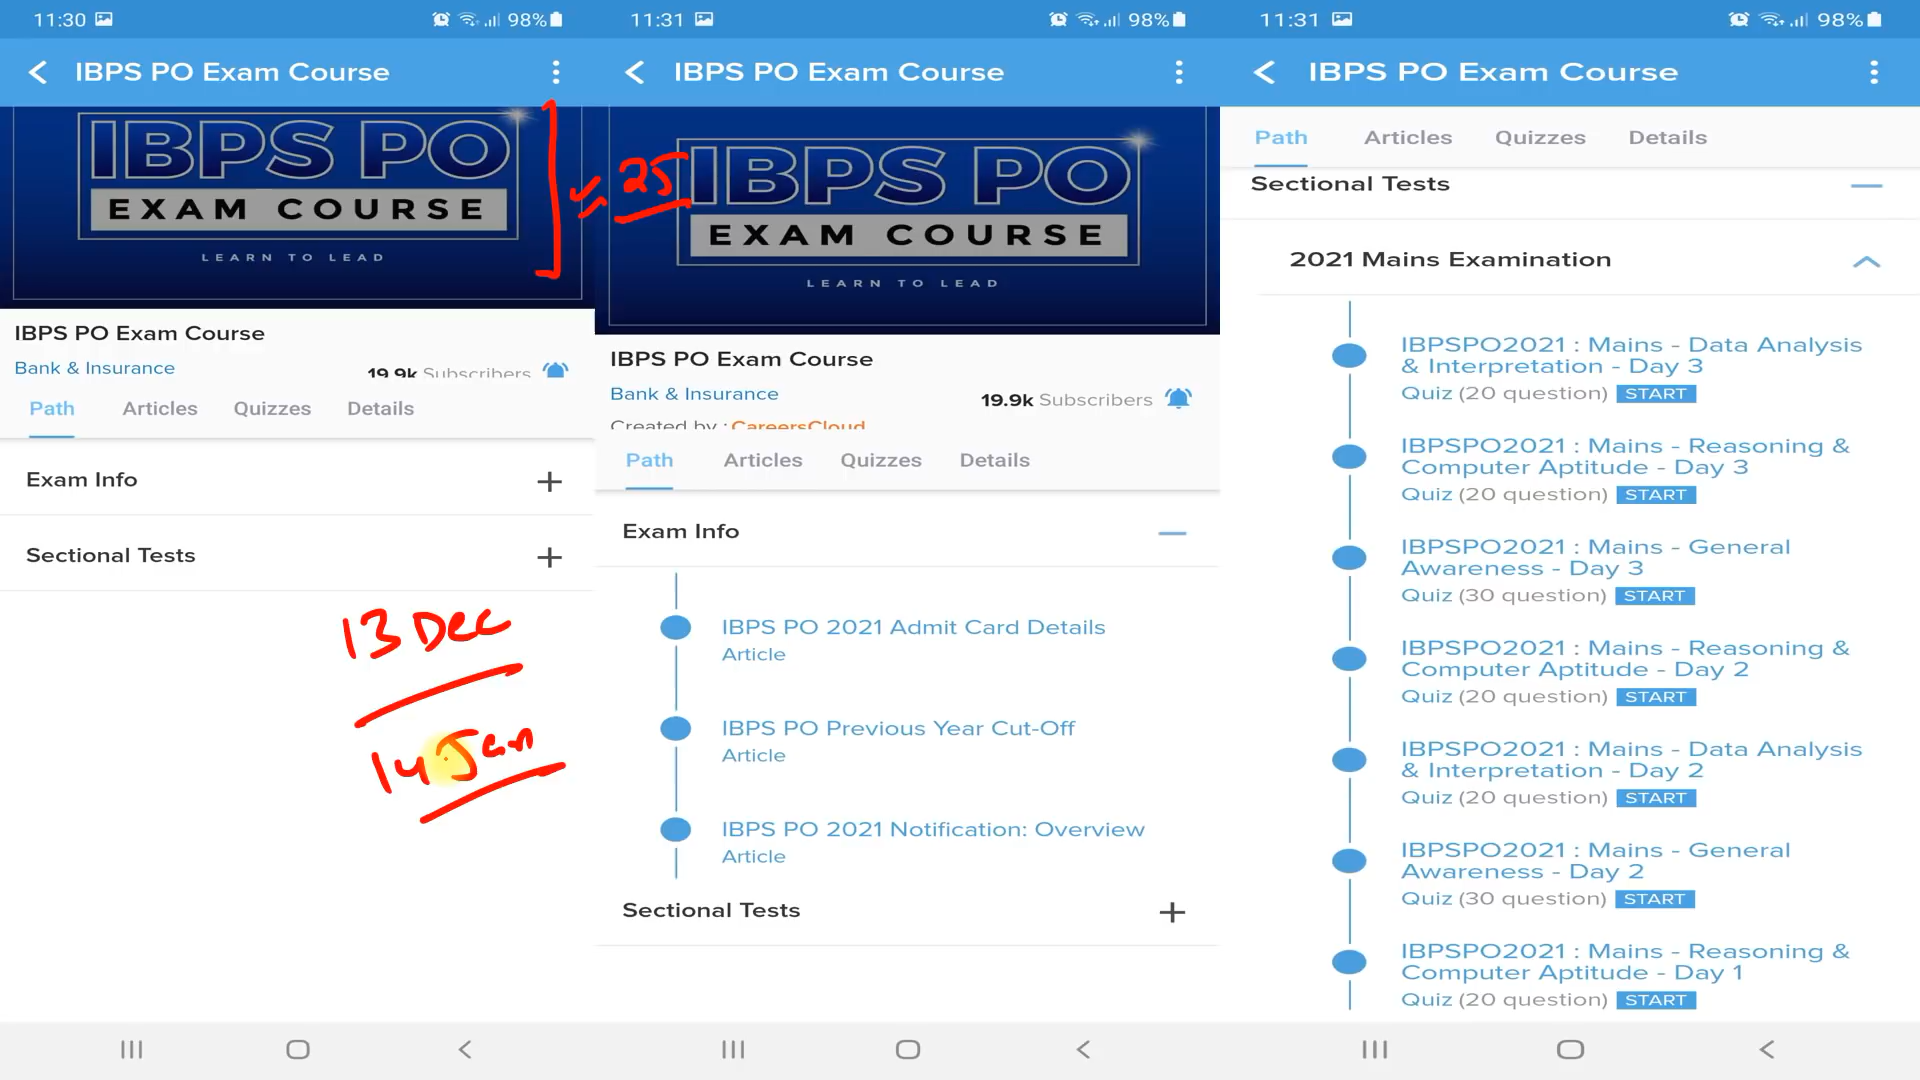 11:30
98%
IBPS PO Exam Course
IBPS PO
EXAM COURSE
LEARN TO LEAD
IBPS PO Exam Course
Bank & Insurance
19.9k Subscribers
Path Articles Quizzes Details
Exam Info
Sectional Tests
13 Dec
14 Jan
25
11:31
98%
IBPS PO Exam Course
IBPS PO
EXAM COURSE
LEARN TO LEAD
IBPS PO Exam Course
Bank & Insurance
19.9k Subscribers
Created by : CareersCloud
Path Articles Quizzes Details
Exam Info
IBPS PO 2021 Admit Card Details
Article
IBPS PO Previous Year Cut-Off
Article
IBPS PO 2021 Notification: Overview
Article
Sectional Tests
11:31
98%
IBPS PO Exam Course
Path Articles Quizzes Details
Sectional Tests
2021 Mains Examination
IBPSPO2021 : Mains - Data Analysis
& Interpretation - Day 3
Quiz (20 question) START
IBPSPO2021 : Mains - Reasoning &
Computer Aptitude - Day 3
Quiz (20 question) START
IBPSPO2021 : Mains - General
Awareness - Day 3
Quiz (30 question) START
IBPSPO2021 : Mains - Reasoning &
Computer Aptitude - Day 2
Quiz (20 question) START
IBPSPO2021 : Mains - Data Analysis
& Interpretation - Day 2
Quiz (20 question) START
IBPSPO2021 : Mains - General
Awareness - Day 2
Quiz (30 question) START
IBPSPO2021 : Mains - Reasoning &
Computer Aptitude - Day 1
Quiz (20 question) START